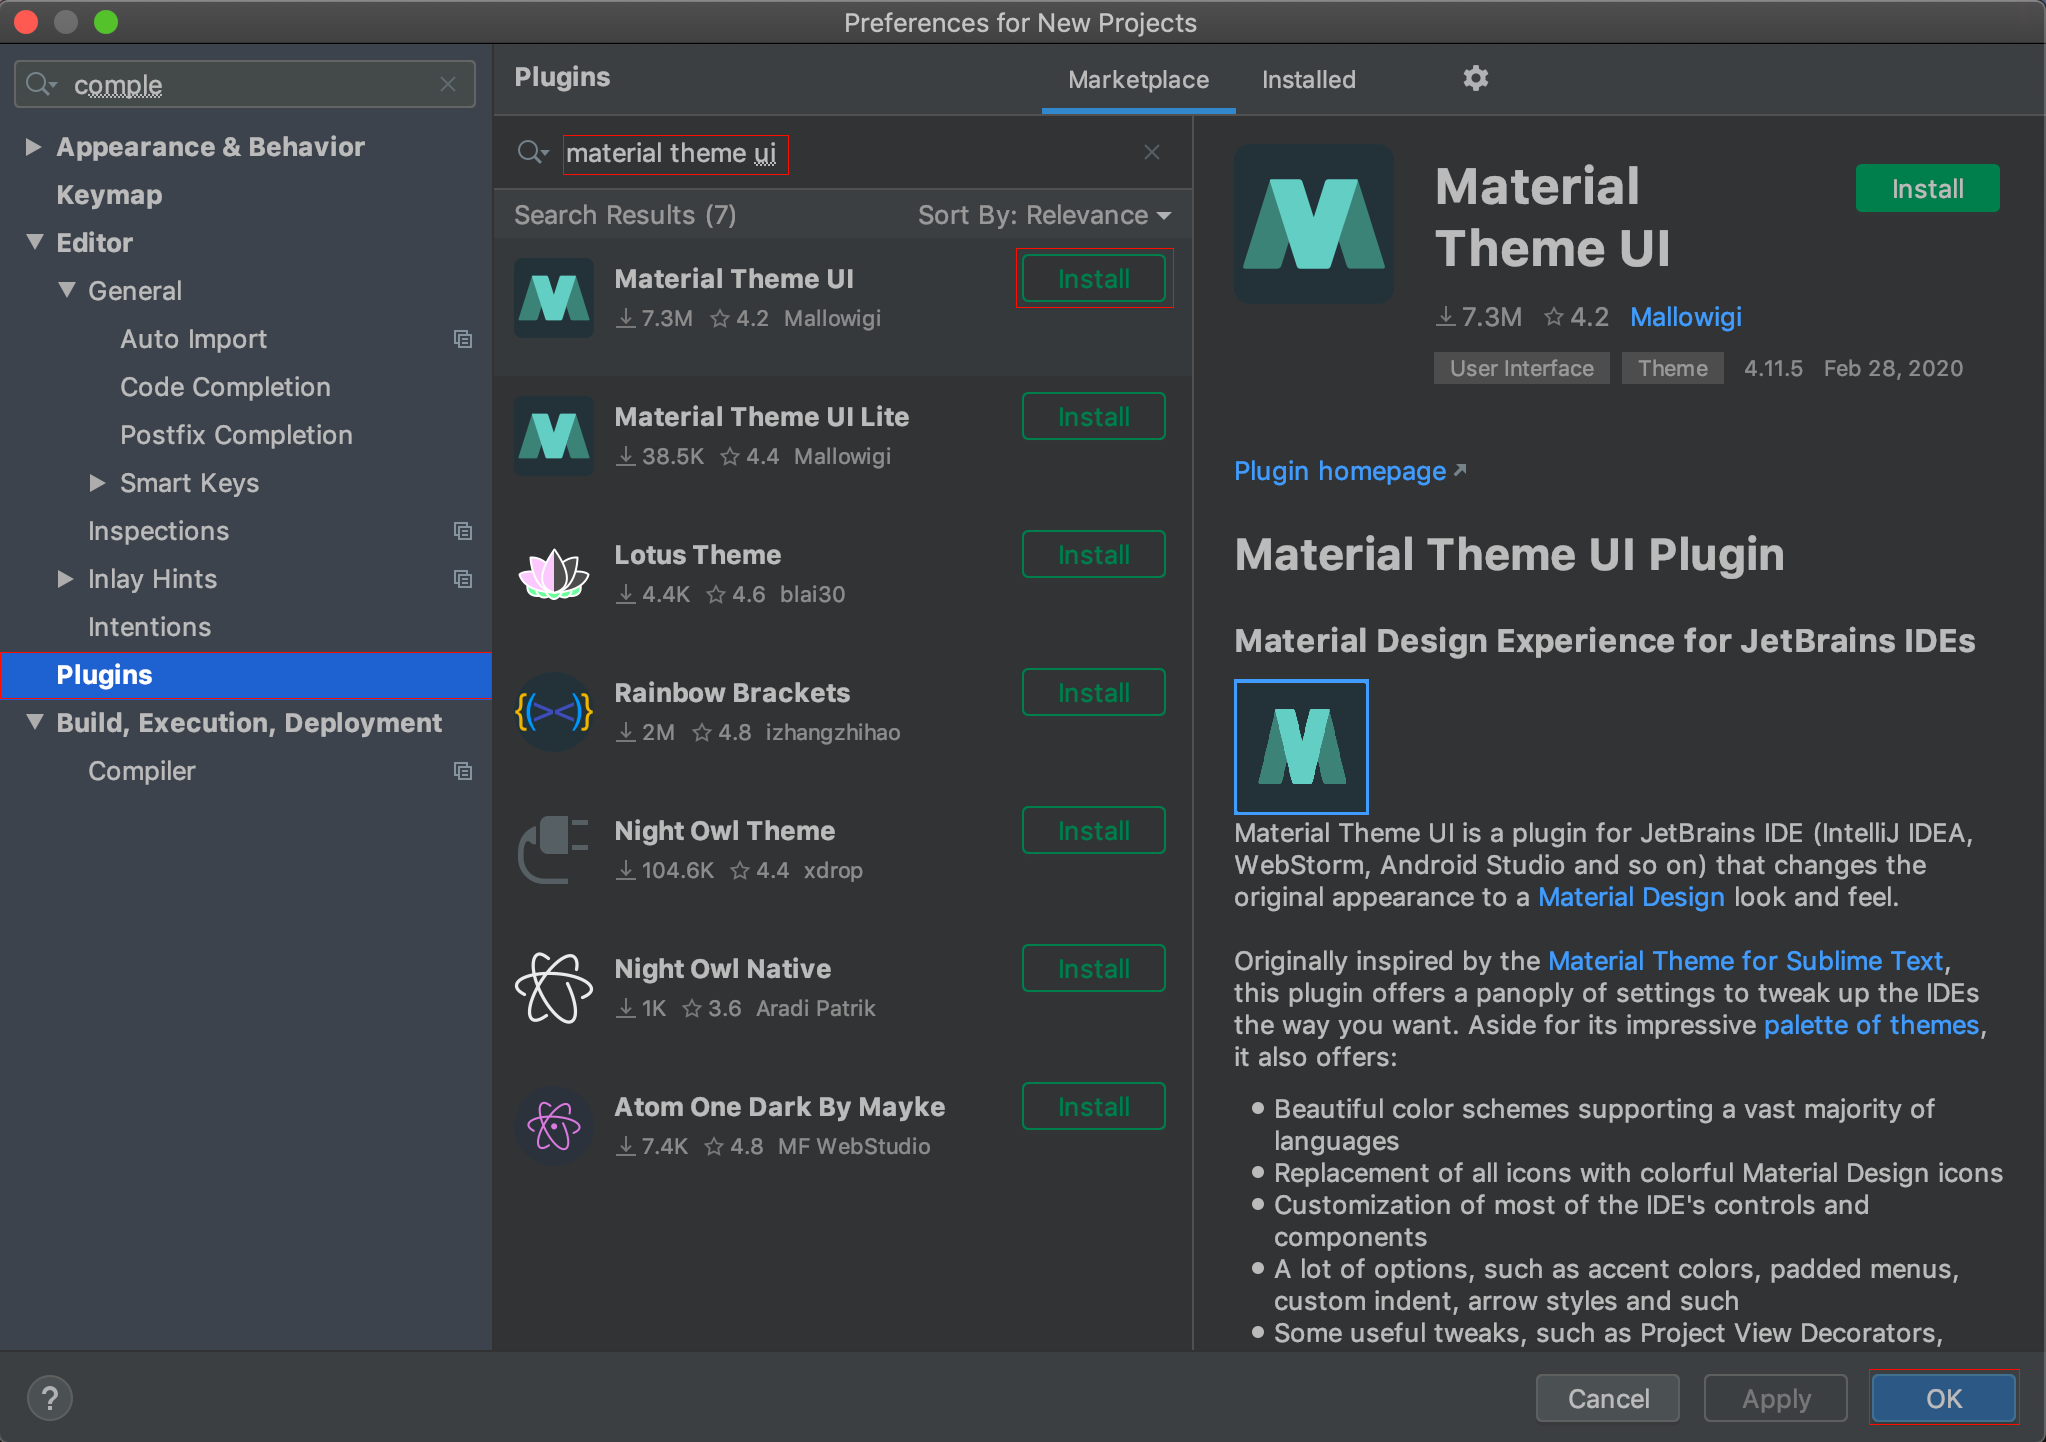 Preferences for New Projects
comple
Appearance & Behavior
Keymap
Editor
General
Auto Import
Code Completion
Postfix Completion
Smart Keys
Inspections
Inlay Hints
Intentions
Plugins
Build, Execution, Deployment
Compiler
Plugins
Marketplace
Installed
material theme ui
Search Results (7)
Sort By: Relevance
Material Theme UI
Install
7.3M 4.2 Mallowigi
Material Theme UI Lite
Install
38.5K 4.4 Mallowigi
Lotus Theme
Install
4.4K 4.6 blai30
Rainbow Brackets
Install
2M 4.8 izhangzhihao
Night Owl Theme
Install
104.6K 4.4 xdrop
Night Owl Native
Install
1K 3.6 Aradi Patrik
Atom One Dark By Mayke
Install
7.4K 4.8 MF WebStudio
Material
Theme UI
Install
7.3M 4.2 Mallowigi
User Interface Theme 4.11.5 Feb 28, 2020
Plugin homepage
Material Theme UI Plugin
Material Design Experience for JetBrains IDEs
Material Theme UI is a plugin for JetBrains IDE (IntelliJ IDEA,
WebStorm, Android Studio and so on) that changes the
original appearance to a Material Design look and feel.
Originally inspired by the Material Theme for Sublime Text,
this plugin offers a panoply of settings to tweak up the IDEs
the way you want. Aside for its impressive palette of themes,
it also offers:
• Beautiful color schemes supporting a vast majority of
languages
• Replacement of all icons with colorful Material Design icons
• Customization of most of the IDE's controls and
components
• A lot of options, such as accent colors, padded menus,
custom indent, arrow styles and such
• Some useful tweaks, such as Project View Decorators,
?
Cancel
Apply
OK